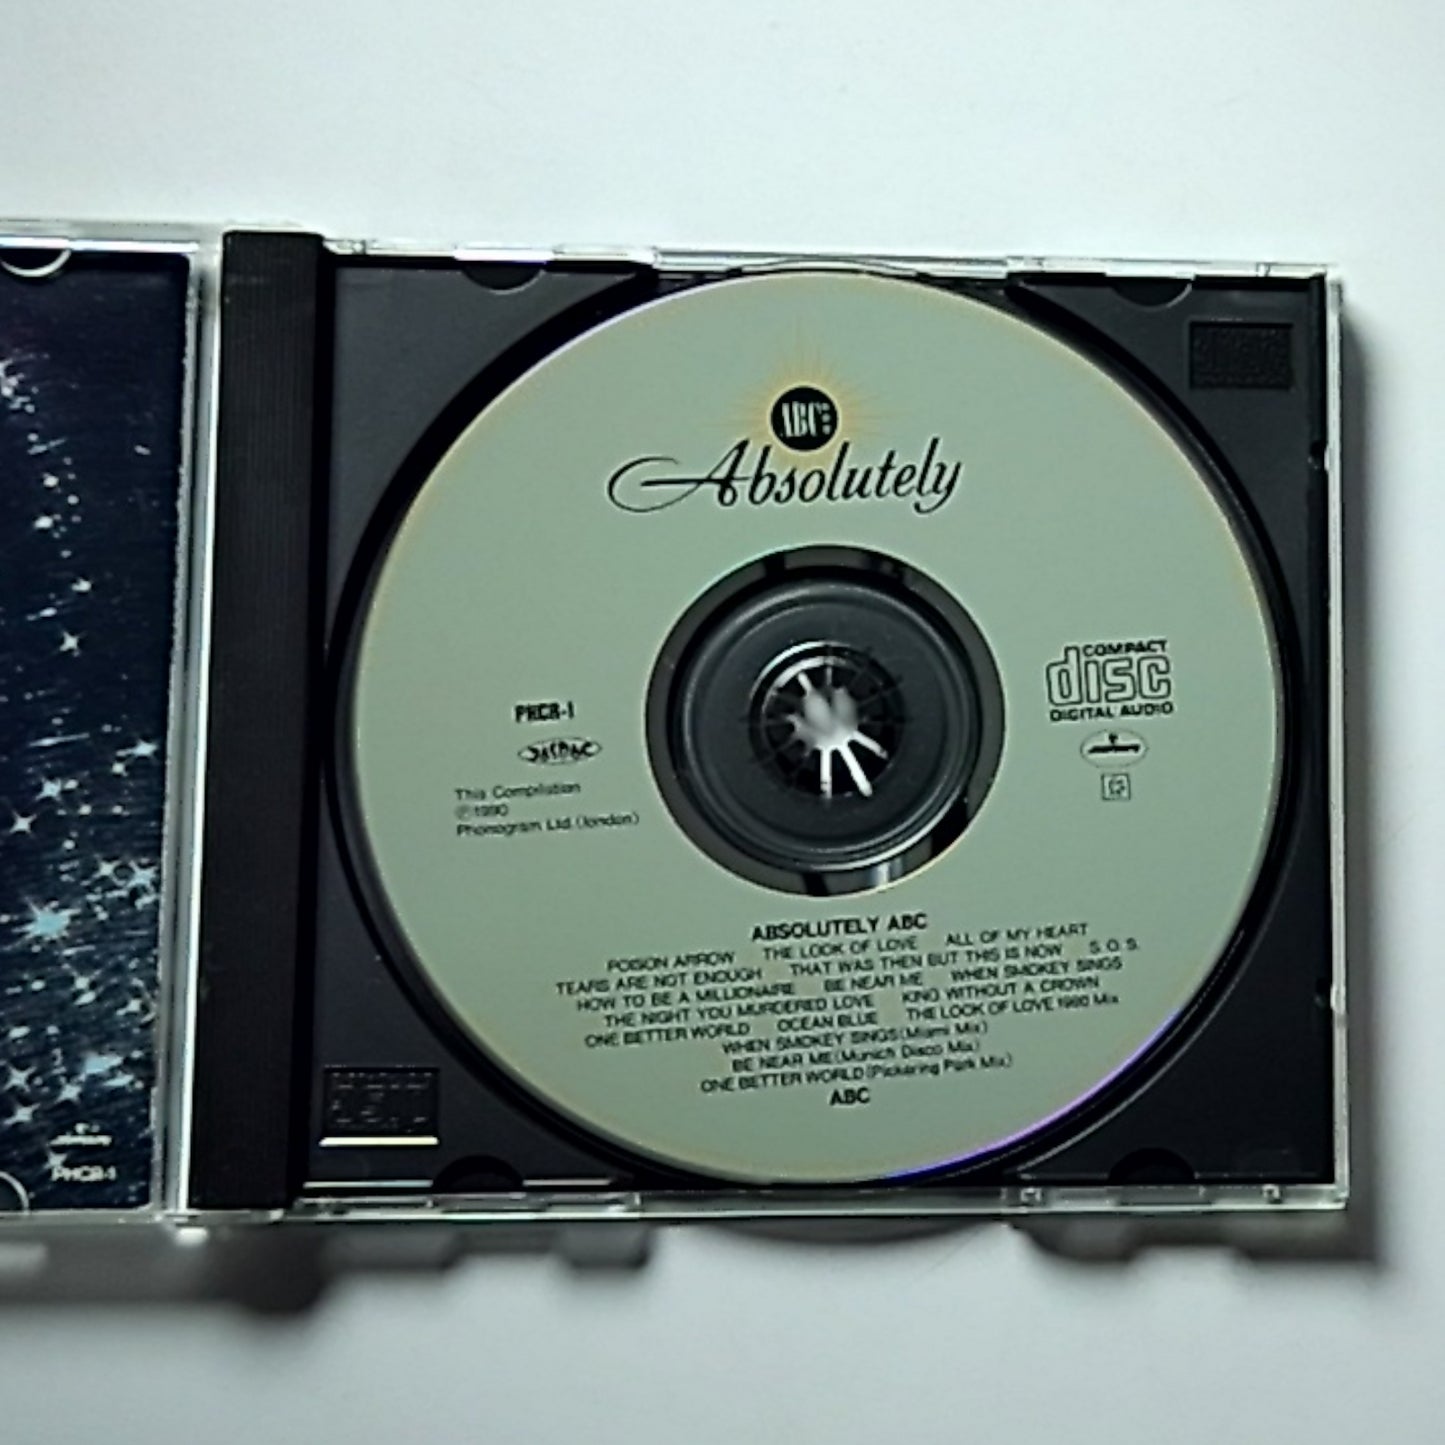 ABC
Absolutely
COMPACT
disc
DIGITAL AUDIO
PHCR-1
JASRAC
This Compilation
Ⓟ1990
Phonogram Ltd.(london)
ABSOLUTELY ABC
POISON ARROW THE LOOK OF LOVE ALL OF MY HEART
TEARS ARE NOT ENOUGH THAT WAS THEN BUT THIS IS NOW S.O.S.
HOW TO BE A MILLIONAIRE BE NEAR ME WHEN SMOKEY SINGS
THE NIGHT YOU MURDERED LOVE KING WITHOUT A CROWN
ONE BETTER WORLD OCEAN BLUE THE LOOK OF LOVE 1990 Mix
WHEN SMOKEY SINGS(Miami Mix)
BE NEAR ME(Munich Disco Mix)
ONE BETTER WORLD(Pickering Park Mix)
ABC
PHCR-1